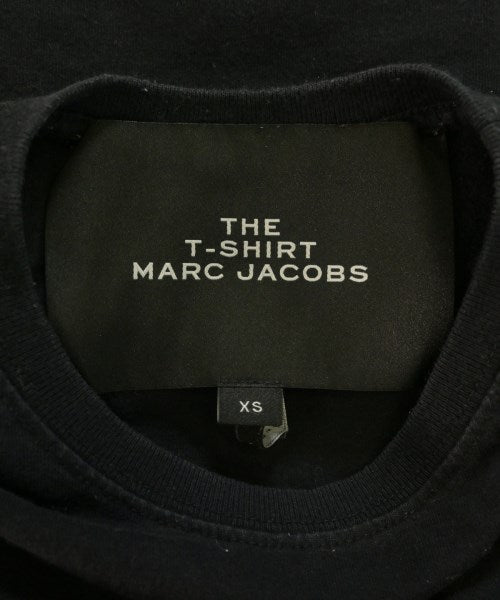 THE
T-SHIRT
MARC JACOBS
XS